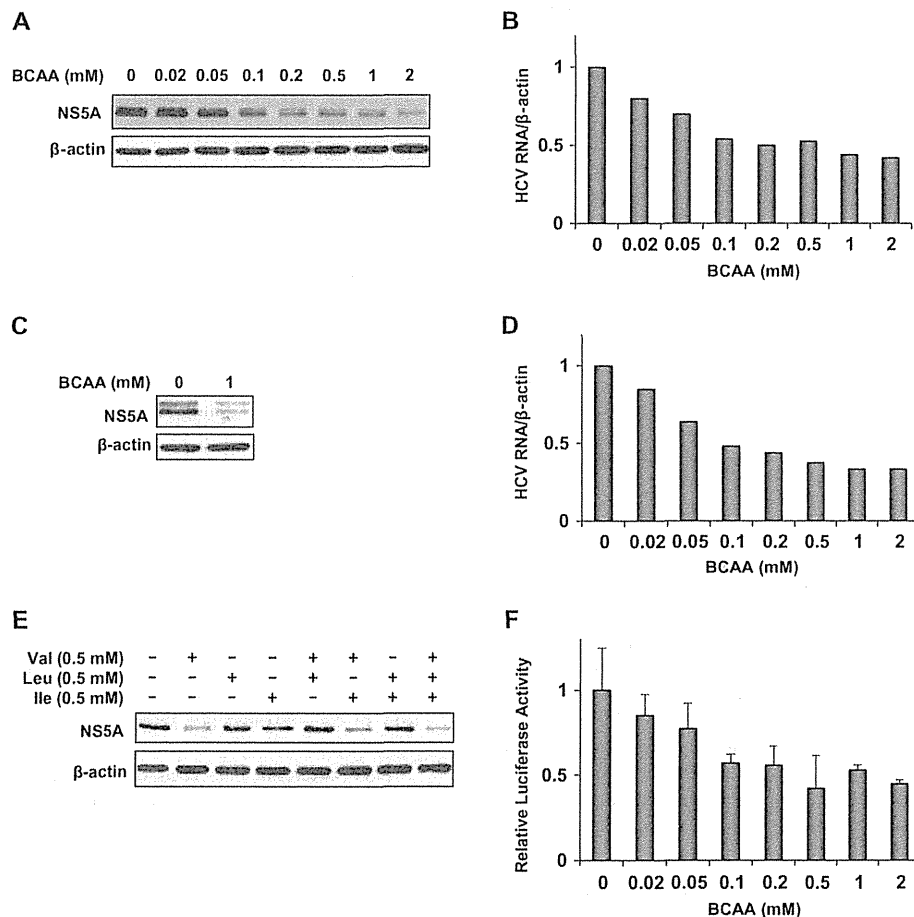 A
BCAA (mM) 0 0.02 0.05 0.1 0.2 0.5 1 2
NS5A
β-actin
B
HCV RNA/β-actin
1
0.5
0
0 0.02 0.05 0.1 0.2 0.5 1 2
BCAA (mM)
C
BCAA (mM) 0 1
NS5A
β-actin
D
HCV RNA/β-actin
1
0.5
0
0 0.02 0.05 0.1 0.2 0.5 1 2
BCAA (mM)
E
Val (0.5 mM) – + – – + + – +
Leu (0.5 mM) – – + – + – + +
Ile (0.5 mM) – – – + – + + +
NS5A
β-actin
F
Relative Luciferase Activity
1
0.5
0
0 0.02 0.05 0.1 0.2 0.5 1 2
BCAA (mM)